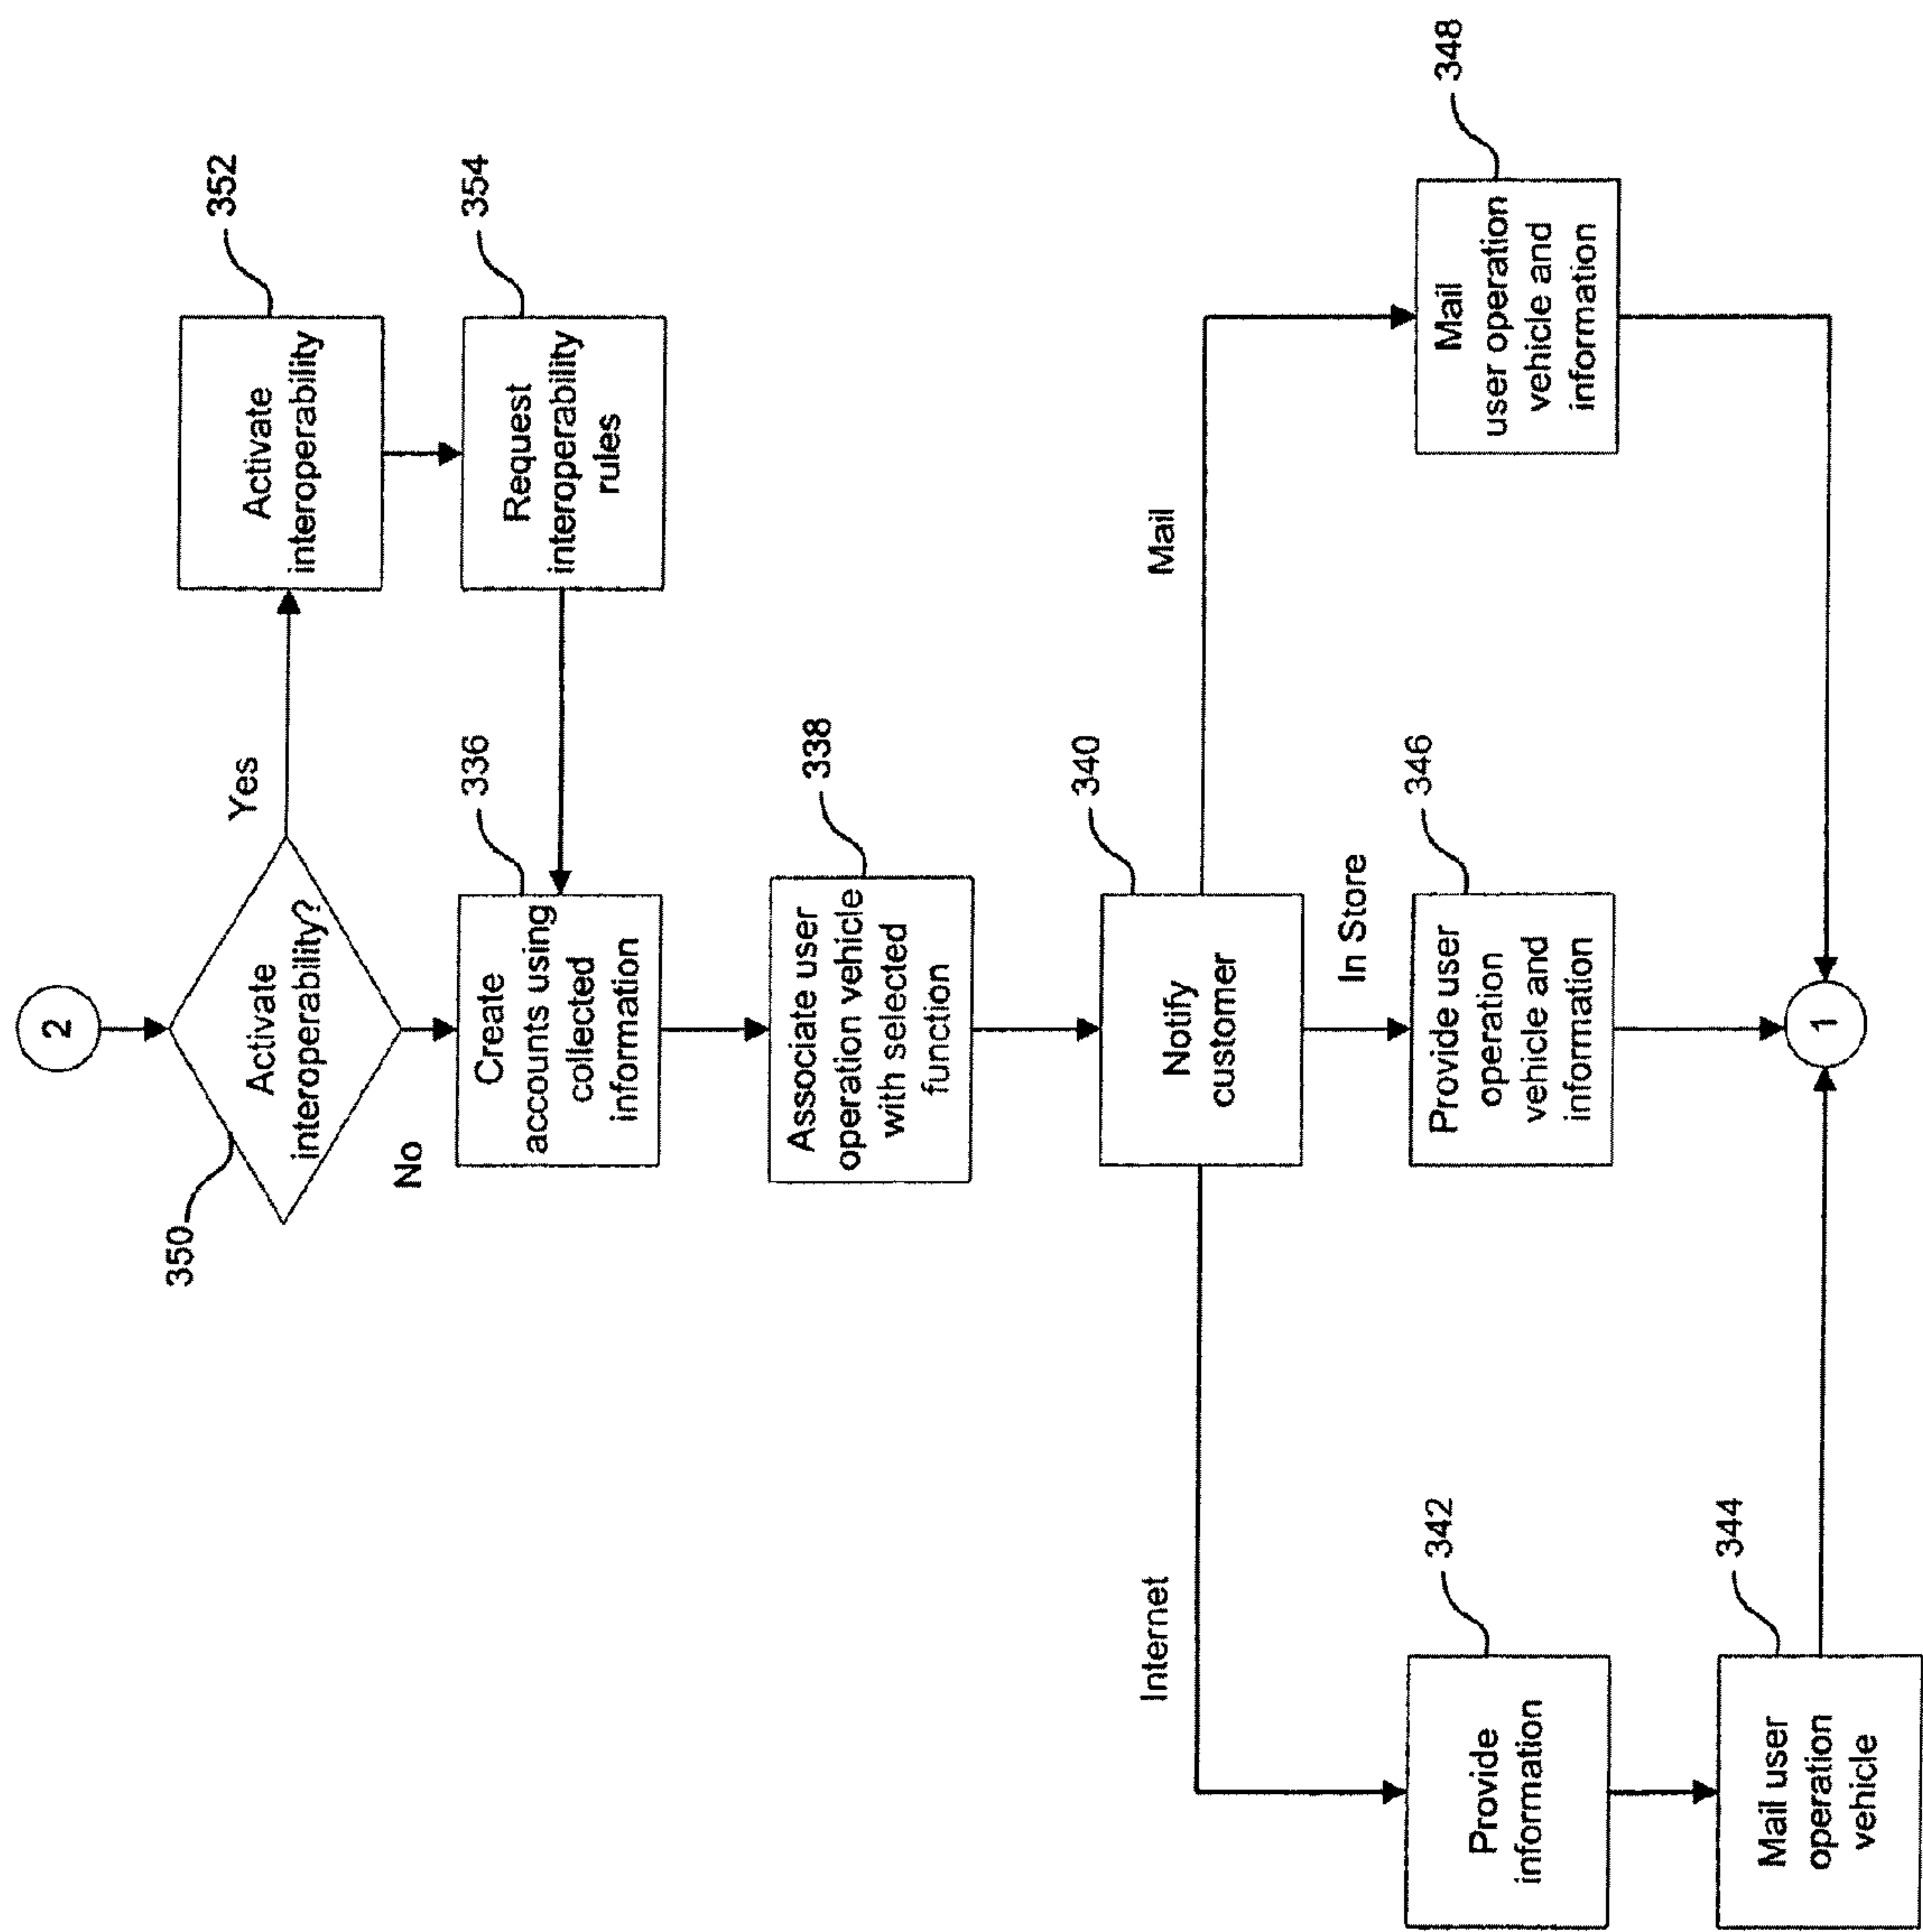 2
350
Activate
interoperability?
Yes
No
352
Activate
interoperability
354
Request
interoperability
rules
336
Create
accounts using
collected
information
338
Associate user
operation vehicle
with selected
function
340
Notify
customer
Internet
In Store
Mail
342
Provide
information
344
Mail user
operation
vehicle
346
Provide user
operation
vehicle and
information
348
Mail
user operation
vehicle and
information
1